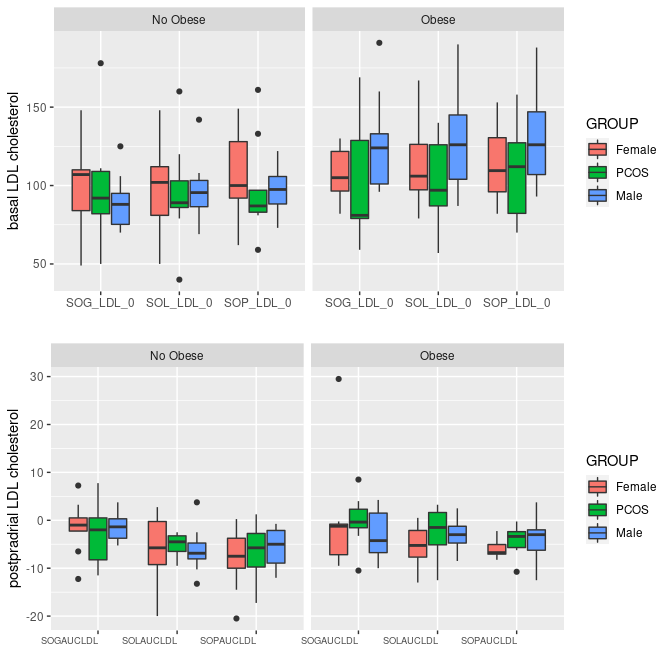 No Obese Obese
basal LDL cholesterol
150
100
50
SOG_LDL_0 SOL_LDL_0 SOP_LDL_0 SOG_LDL_0 SOL_LDL_0 SOP_LDL_0
GROUP
Female
PCOS
Male
No Obese Obese
postpradrial LDL cholesterol
30
20
10
0
-10
-20
SOGAUCLDL SOLAUCLDL SOPAUCLDL SOGAUCLDL SOLAUCLDL SOPAUCLDL
GROUP
Female
PCOS
Male